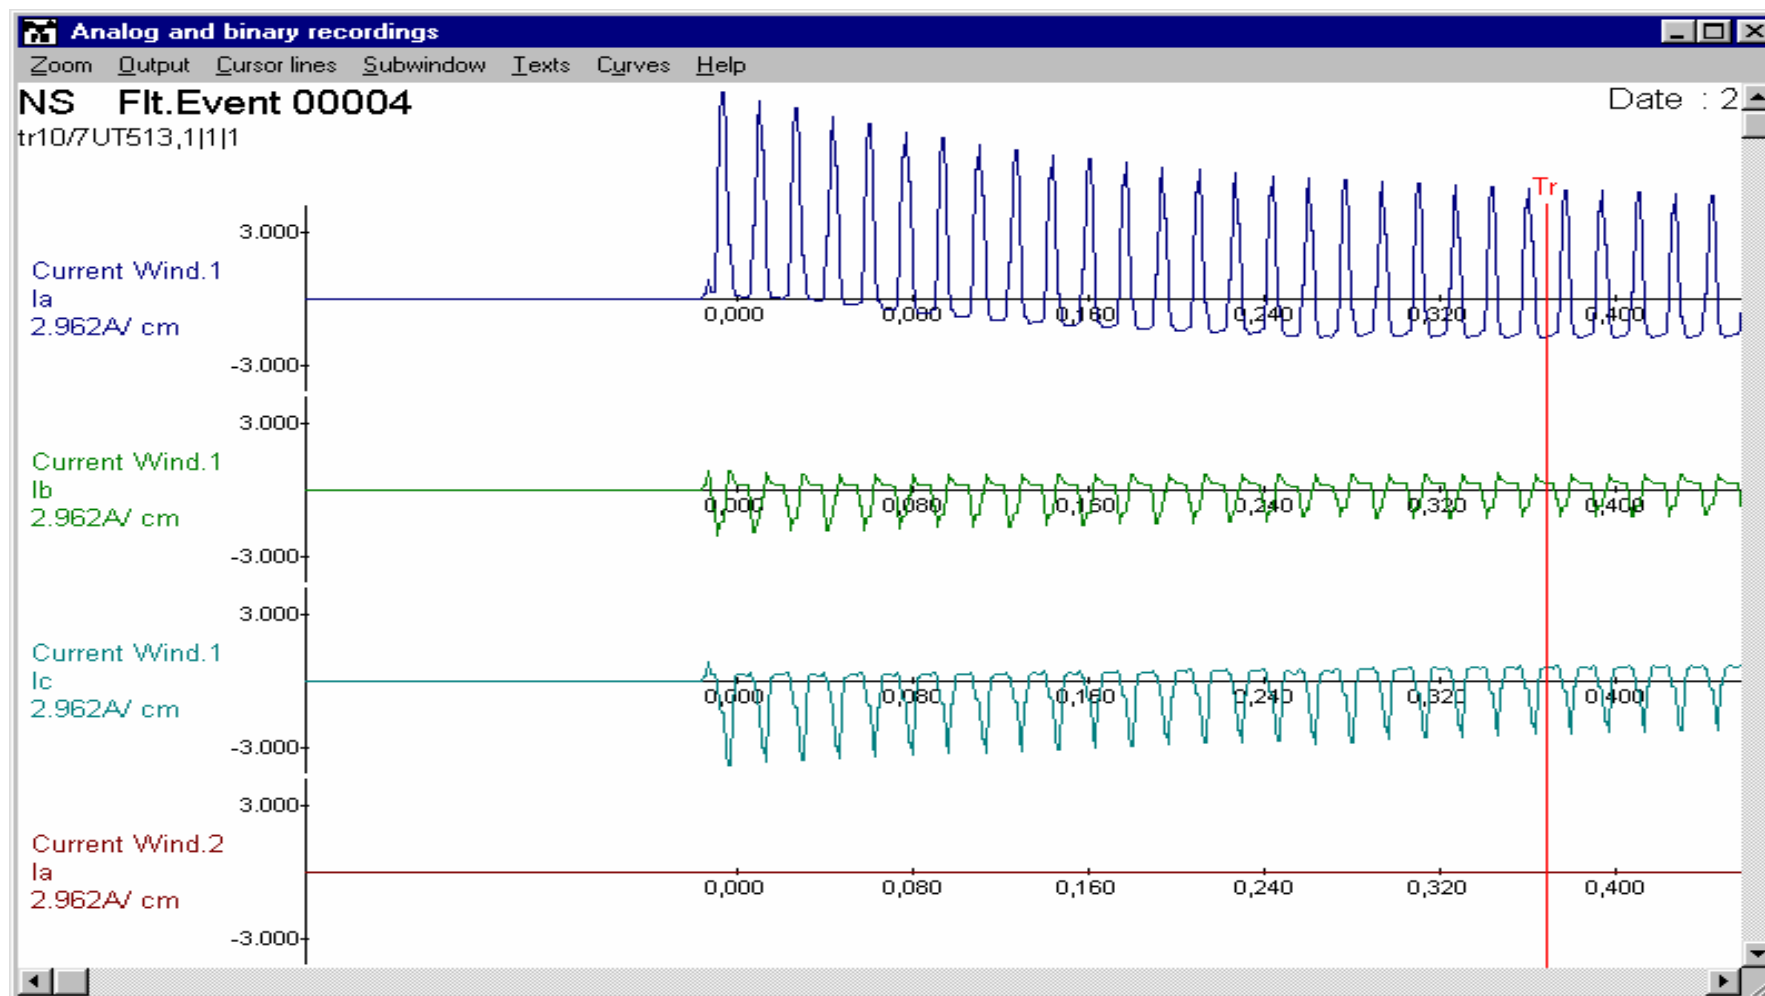 Analog and binary recordings
Zoom Output Cursor lines Subwindow Texts Curves Help
NS Flt.Event 00004
Date : 2
tr10/7UT513,1|1|1
Tr
3.000
Current Wind.1
Ia
2.962A/ cm
0,000 0,080 0,160 0,240 0,320 0,400
-3.000
3.000
Current Wind.1
Ib
2.962A/ cm
0,000 0,080 0,160 0,240 0,320 0,400
-3.000
3.000
Current Wind.1
Ic
2.962A/ cm
0,000 0,080 0,160 0,240 0,320 0,400
-3.000
3.000
Current Wind.2
Ia
2.962A/ cm
0,000 0,080 0,160 0,240 0,320 0,400
-3.000